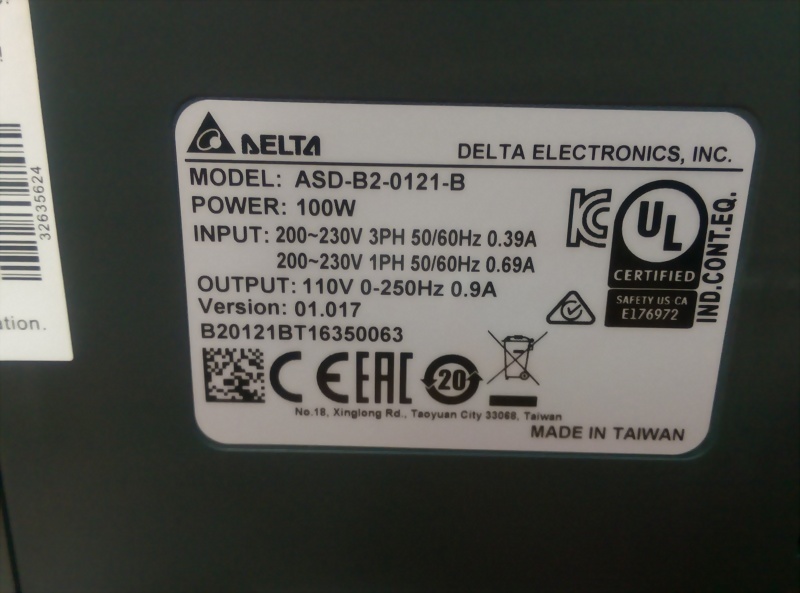 32635624
ation.
DELTA
DELTA ELECTRONICS, INC.
MODEL: ASD-B2-0121-B
POWER: 100W
INPUT: 200~230V 3PH 50/60Hz 0.39A
200~230V 1PH 50/60Hz 0.69A
OUTPUT: 110V 0-250Hz 0.9A
Version: 01.017
B20121BT16350063
KC
UL
CERTIFIED
SAFETY US CA
E176972
IND.CONT.EQ.
CE EAC 20
No.18, Xinglong Rd., Taoyuan City 33068, Taiwan
MADE IN TAIWAN